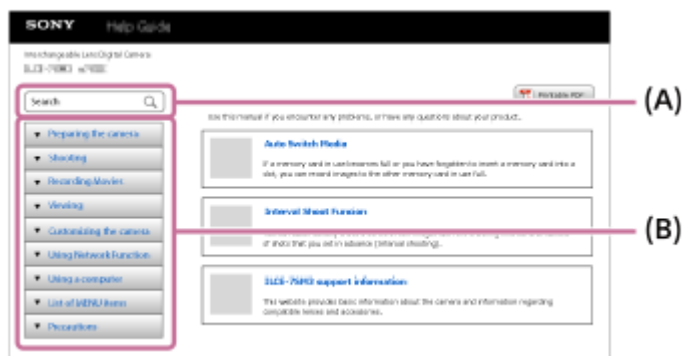 SONY Help Guide
Interchangeable Lens Digital Camera
Search
(A)
Printable PDF
Use this manual if you encounter any problems, or have any questions about your product.
Preparing the camera
Shooting
Recording Movies
Viewing
Customizing the camera
Using Network Function
Using a computer
List of MENU items
Precautions
(B)
Auto Switch Media
If a memory card in use becomes full or you have forgotten to insert a memory card into a
slot, you can record images to the other memory card in use full.
Interval Shoot Funcion
of shots that you set in advance (interval shooting).
support information
This website provides basic information about the camera and information regarding
compatible lenses and accessories.